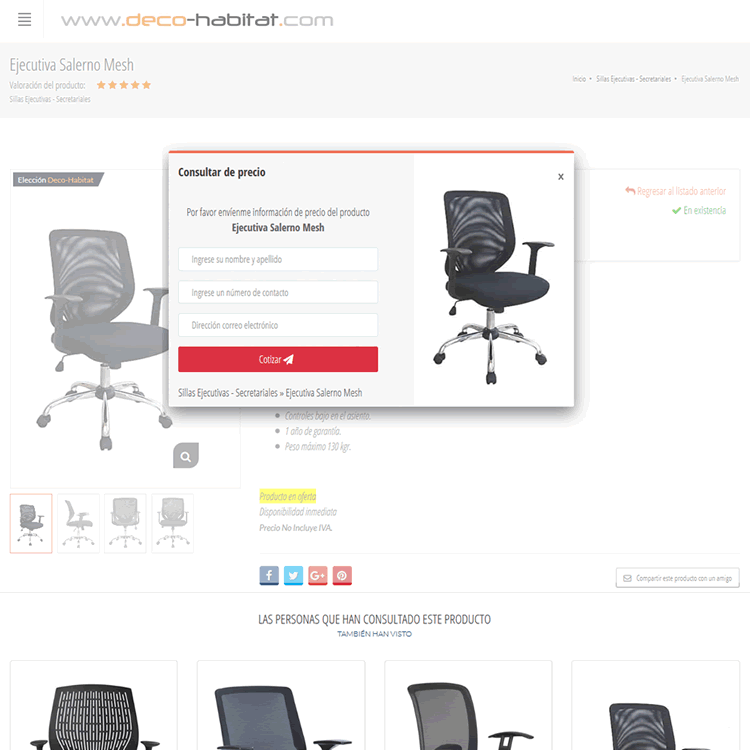 www.deco-habitat.com
Ejecutiva Salerno Mesh
Valoración del producto:
Sillas Ejecutivas - Secretariales
Inicio • Sillas Ejecutivas - Secretariales • Ejecutiva Salerno Mesh
Elección Deco-Habitat
Regresar al listado anterior
En existencia
Consultar de precio
x
Por favor envienme información de precio del producto
Ejecutiva Salerno Mesh
Ingrese su nombre y apellido
Ingrese un número de contacto
Dirección correo electrónico
Cotizar
Sillas Ejecutivas - Secretariales » Ejecutiva Salerno Mesh
Controles bajo en el asiento.
1 año de garantía.
Peso máximo 130 kgr.
Producto en oferta
Disponibilidad inmediata
Precio No Incluye IVA.
Compartir este producto con un amigo
LAS PERSONAS QUE HAN CONSULTADO ESTE PRODUCTO
TAMBIÉN HAN VISTO